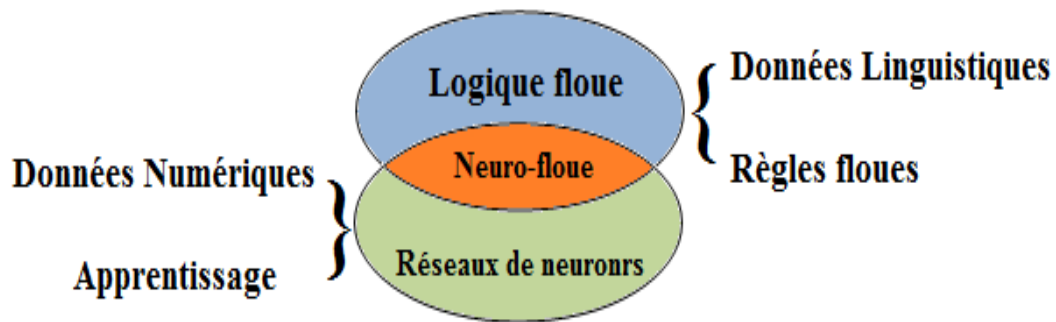 Logique floue
Données Linguistiques
Neuro-floue
Données Numériques
Règles floues
Réseaux de neuronrs
Apprentissage